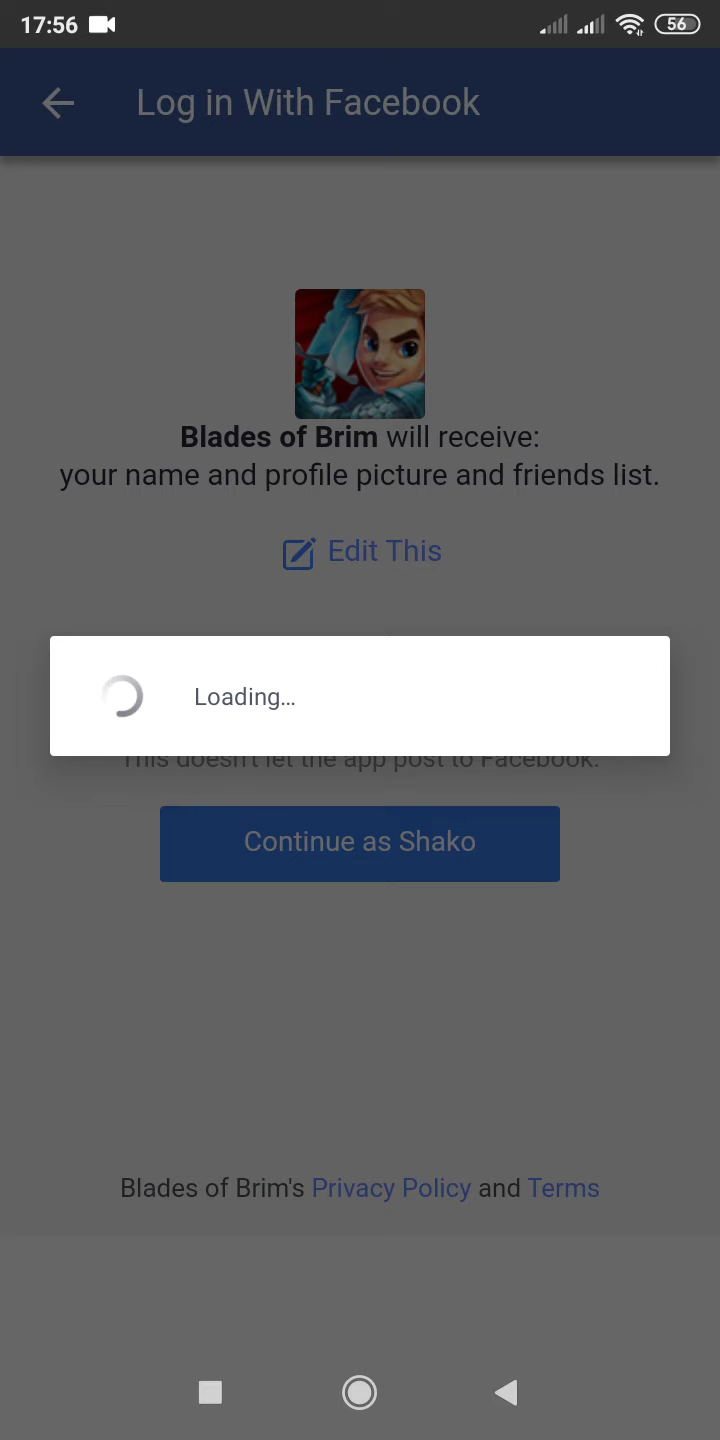 17:56
56
Log in With Facebook
Blades of Brim will receive:
your name and profile picture and friends list.
Edit This
Loading...
This doesn't let the app post to Facebook.
Continue as Shako
Blades of Brim's Privacy Policy and Terms